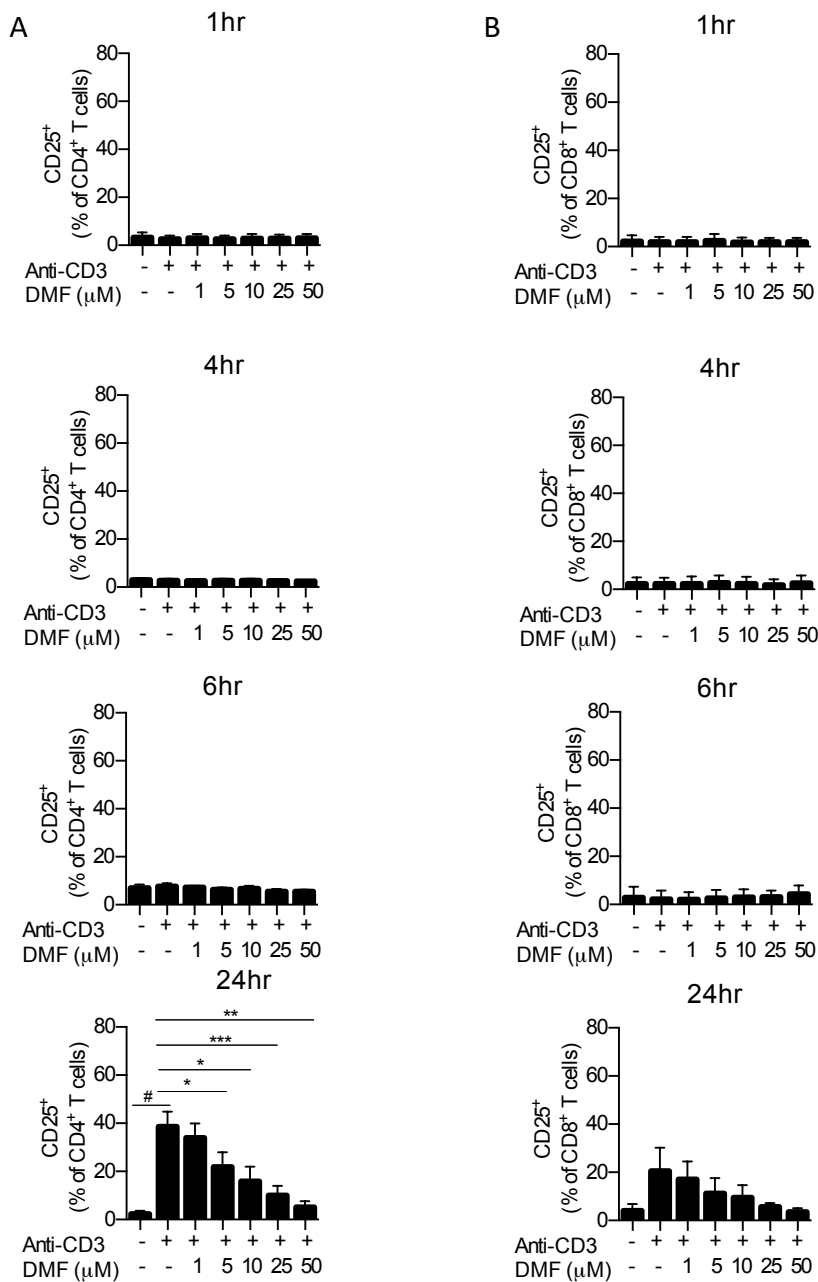 A
1hr
CD25+
(% of CD4+ T cells)
80
60
40
20
0
Anti-CD3 - + + + + + +
DMF (μM) - - 1 5 10 25 50
4hr
CD25+
(% of CD4+ T cells)
80
60
40
20
0
Anti-CD3 - + + + + + +
DMF (μM) - - 1 5 10 25 50
6hr
CD25+
(% of CD4+ T cells)
80
60
40
20
0
Anti-CD3 - + + + + + +
DMF (μM) - - 1 5 10 25 50
24hr
CD25+
(% of CD4+ T cells)
80
60
40
20
0
**
***
*
*
#
Anti-CD3 - + + + + + +
DMF (μM) - - 1 5 10 25 50
B
1hr
CD25+
(% of CD8+ T cells)
80
60
40
20
0
Anti-CD3 - + + + + + +
DMF (μM) - - 1 5 10 25 50
4hr
CD25+
(% of CD8+ T cells)
80
60
40
20
0
Anti-CD3 - + + + + + +
DMF (μM) - - 1 5 10 25 50
6hr
CD25+
(% of CD8+ T cells)
80
60
40
20
0
Anti-CD3 - + + + + + +
DMF (μM) - - 1 5 10 25 50
24hr
CD25+
(% of CD8+ T cells)
80
60
40
20
0
Anti-CD3 - + + + + + +
DMF (μM) - - 1 5 10 25 50